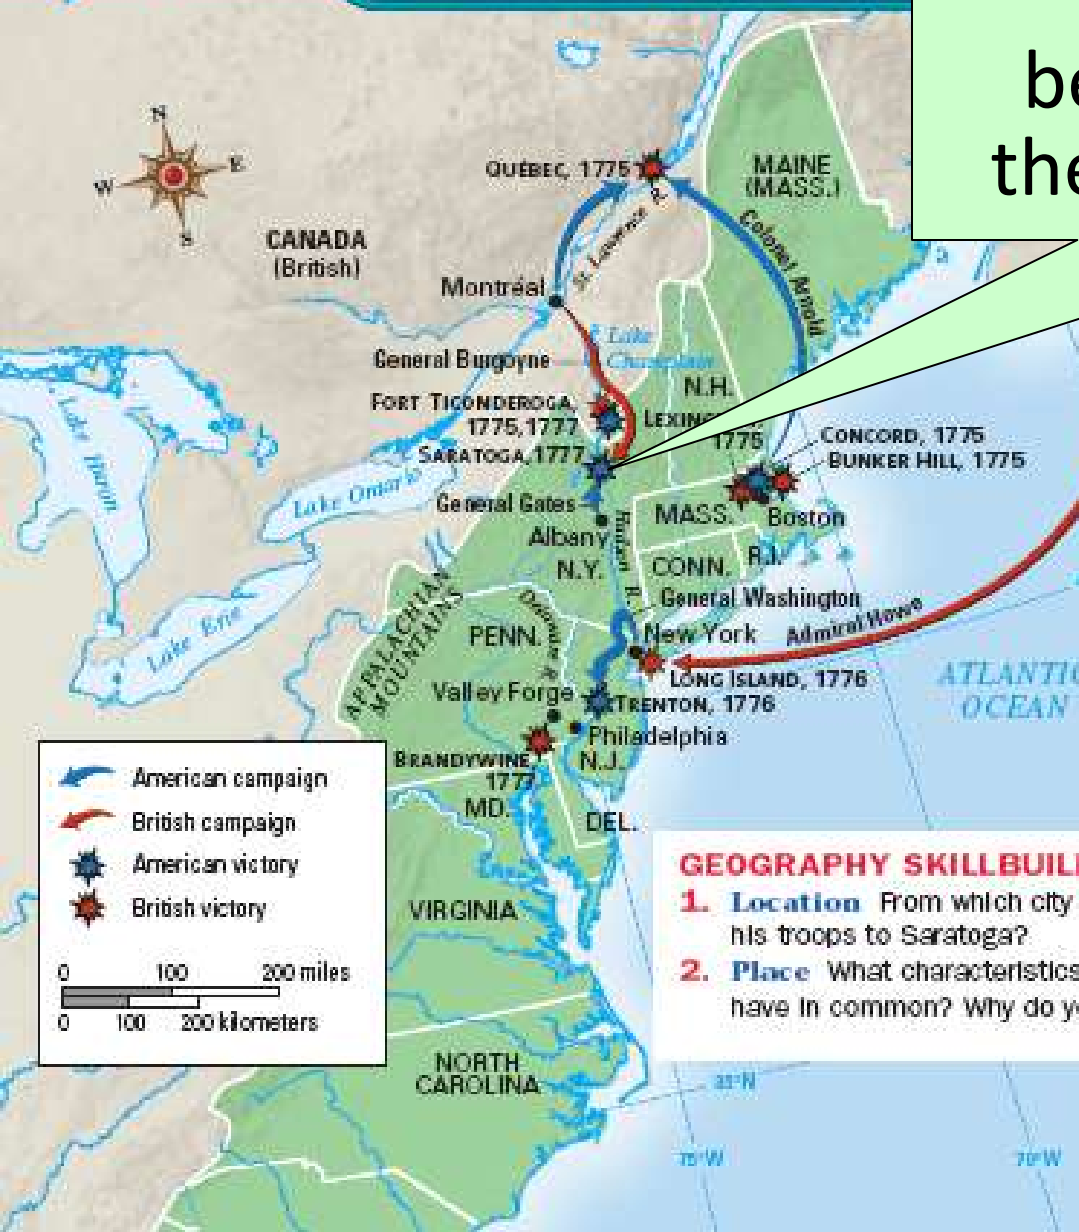 be
the
N
E
W
S
QUÉBEC, 1775
MAINE
(MASS.)
CANADA
(British)
St. Lawrence R.
Colonel Arnold
Montréal
Lake
Champlain
General Burgoyne
N.H.
FORT TICONDEROGA,
1775, 1777
1775
CONCORD, 1775
SARATOGA, 1777
BUNKER HILL, 1775
Lake Huron
Lake Ontario
General Gates
MASS.
Boston
Albany
Hudson R.
N.Y.
CONN.
R.I.
General Washington
Lake Erie
APPALACHIAN
MOUNTAINS
Delaware R.
PENN.
New York
Admiral Howe
LONG ISLAND, 1776
ATLANTIC
OCEAN
Valley Forge
TRENTON, 1776
Philadelphia
BRANDYWINE,
1777
N.J.
MD.
DEL.
American campaign
British campaign
American victory
British victory
0 100 200 miles
0 100 200 kilometers
VIRGINIA
GEOGRAPHY SKILLBUIL
1. Location From which city
his troops to Saratoga?
2. Place What characteristics
have in common? Why do y
NORTH
CAROLINA
75°W
70°W